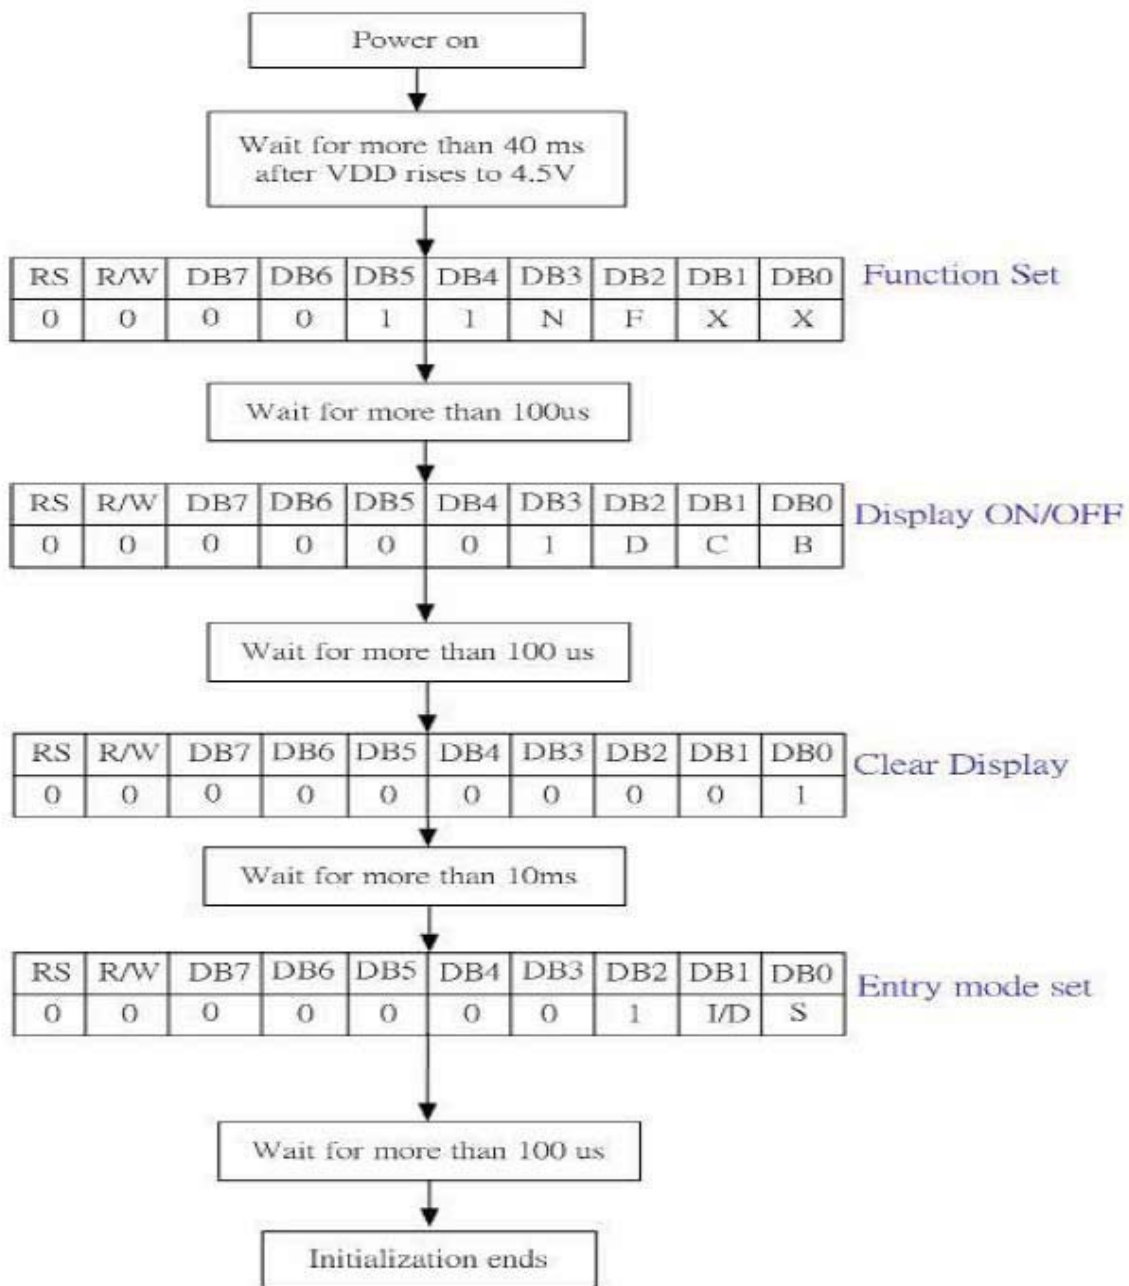 Power on
Wait for more than 40 ms
after VDD rises to 4.5V
RS R/W DB7 DB6 DB5 DB4 DB3 DB2 DB1 DB0 Function Set
0 0 0 0 1 1 N F X X
Wait for more than 100us
RS R/W DB7 DB6 DB5 DB4 DB3 DB2 DB1 DB0 Display ON/OFF
0 0 0 0 0 0 1 D C B
Wait for more than 100 us
RS R/W DB7 DB6 DB5 DB4 DB3 DB2 DB1 DB0 Clear Display
0 0 0 0 0 0 0 0 0 1
Wait for more than 10ms
RS R/W DB7 DB6 DB5 DB4 DB3 DB2 DB1 DB0 Entry mode set
0 0 0 0 0 0 0 1 I/D S
Wait for more than 100 us
Initialization ends